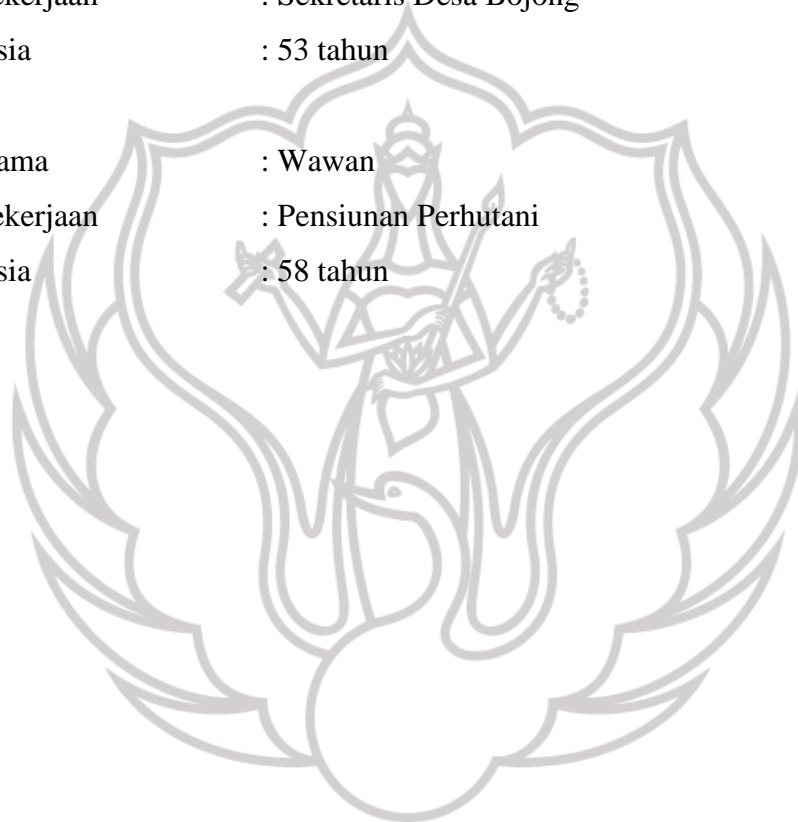 ekerjaan : Sekretaris Desa Bojong
sia : 53 tahun
ama : Wawan
ekerjaan : Pensiunan Perhutani
sia : 58 tahun